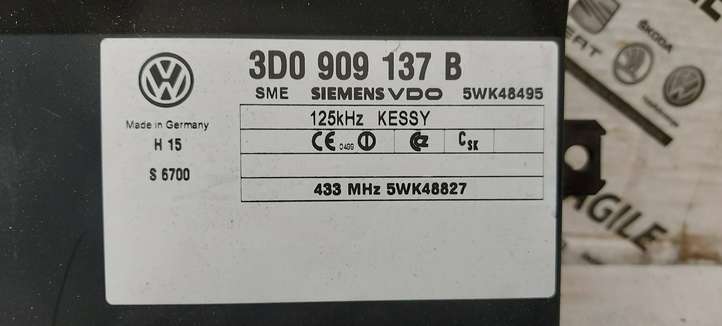 3D0 909 137 B
SME SIEMENS VDO 5WK48495
Made in Germany
H 15
S 6700
125kHz KESSY
CE 0499 CSK
433 MHz 5WK48827
SEAT
ŠKODA
FRAGILE